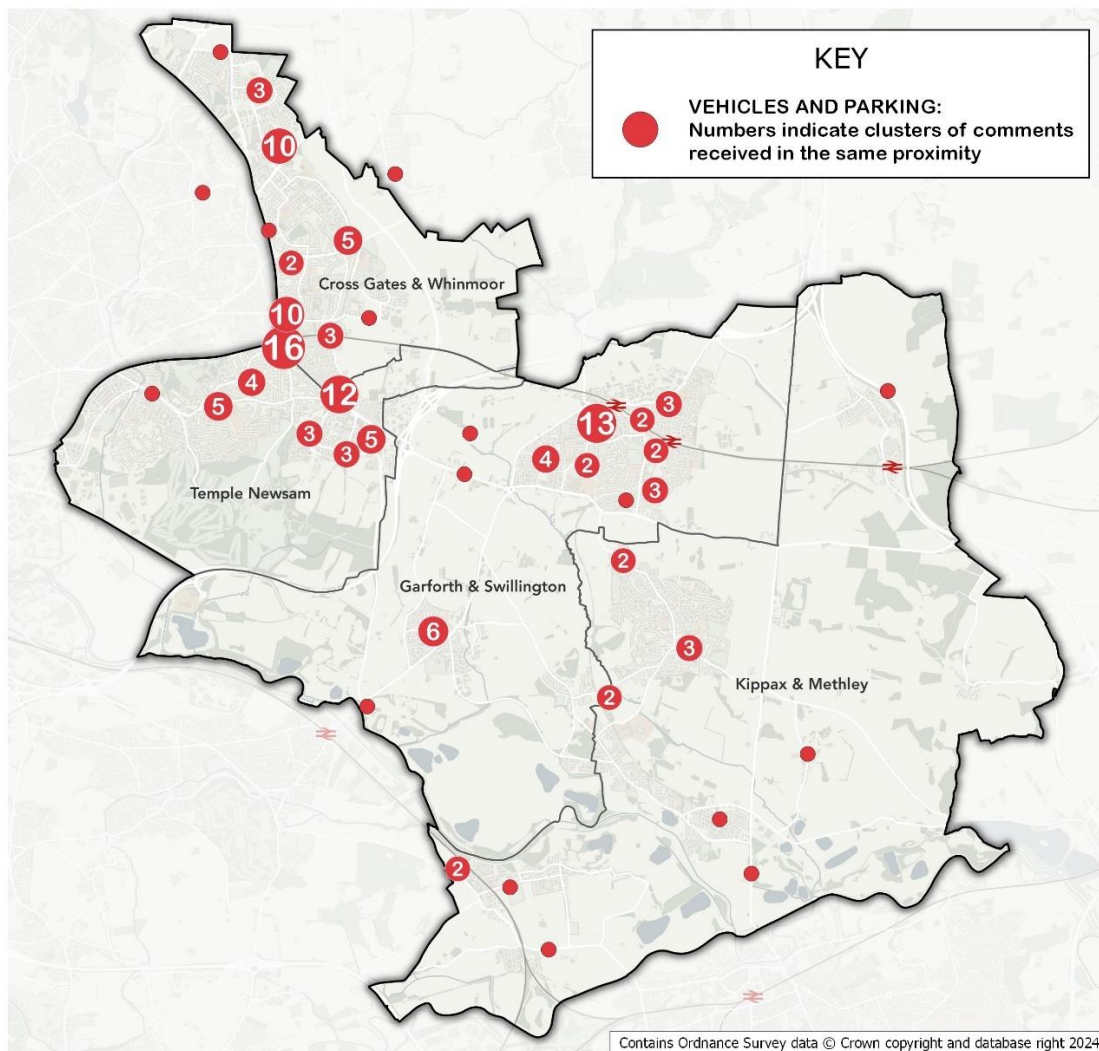 KEY
VEHICLES AND PARKING:
Numbers indicate clusters of comments
received in the same proximity
3
10
5
2
Cross Gates & Whinmoor
10
3
16
4
12
5
3
5
3
Temple Newsam
3
2
13
2
4
2
3
2
Garforth & Swillington
6
3
Kippax & Methley
2
2
Contains Ordnance Survey data © Crown copyright and database right 2024